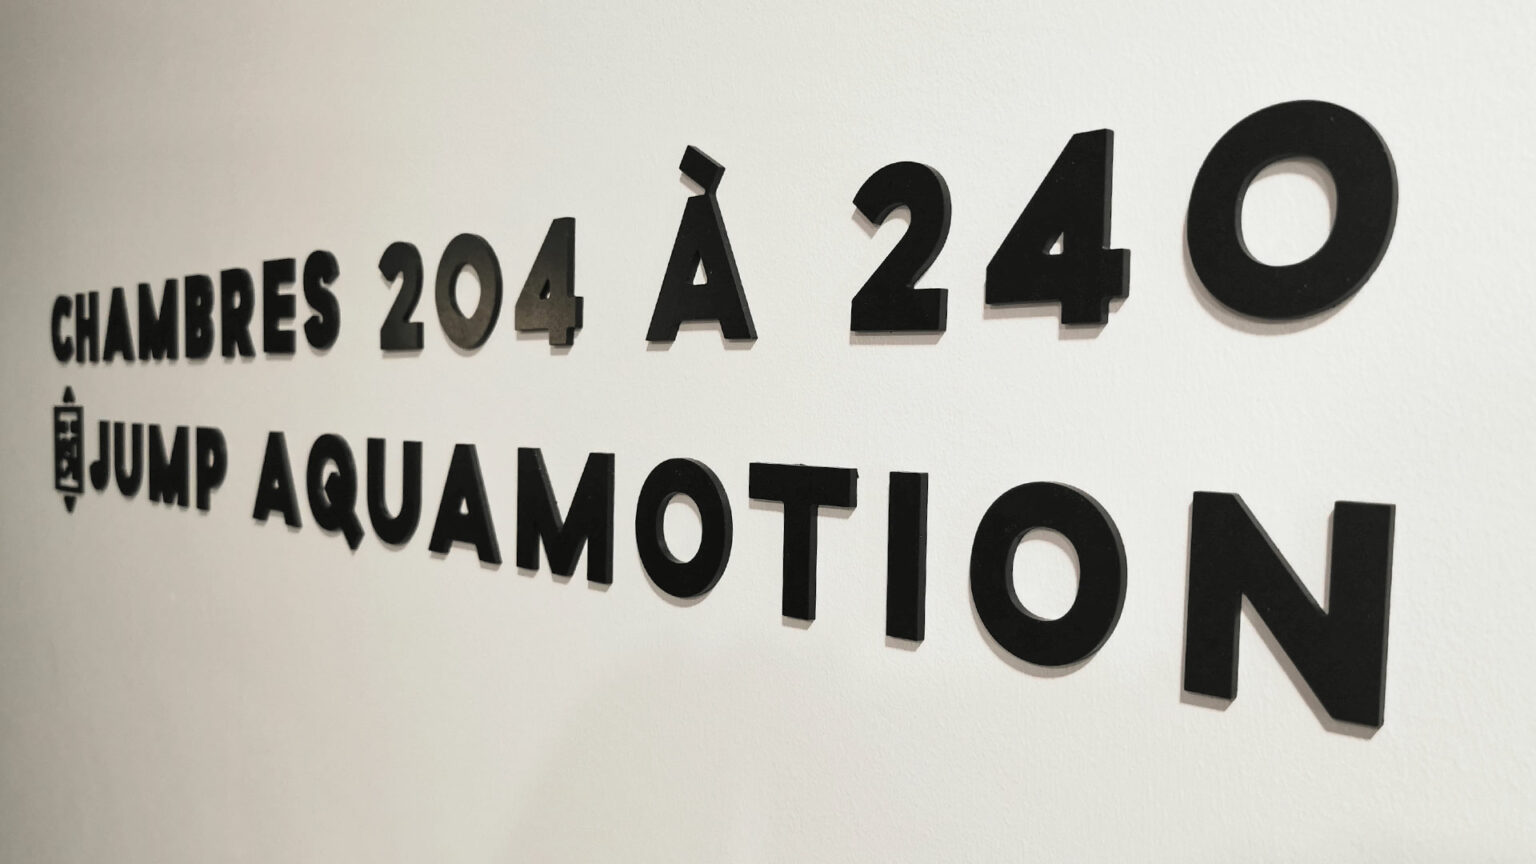 CHAMBRES 204 À 240
JUMP AQUAMOTION